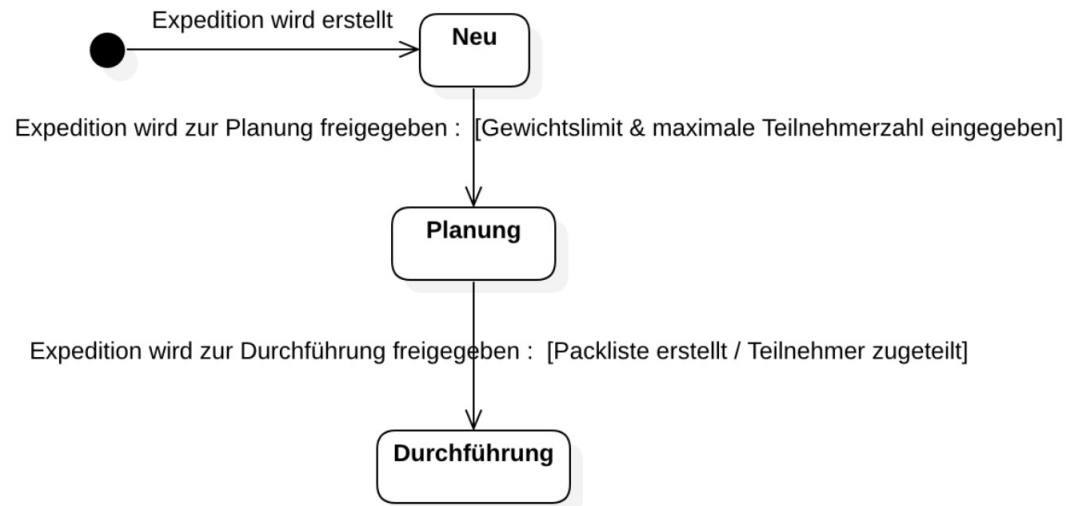 Expedition wird erstellt
Neu
Expedition wird zur Planung freigegeben : [Gewichtslimit & maximale Teilnehmerzahl eingegeben]
Planung
Expedition wird zur Durchführung freigegeben : [Packliste erstellt / Teilnehmer zugeteilt]
Durchführung